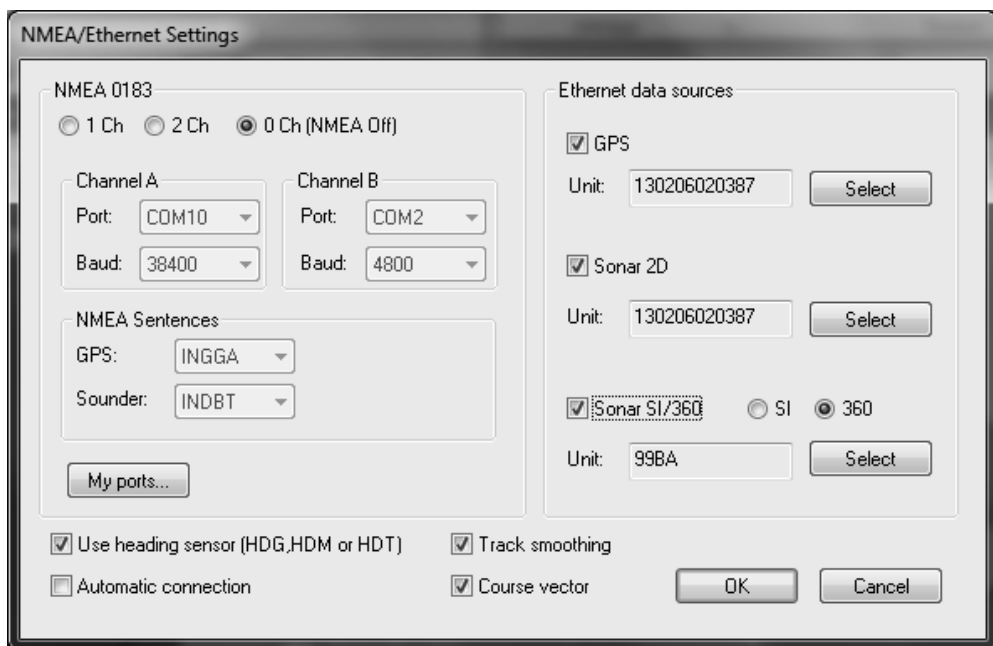 NMEA/Ethernet Settings
NMEA 0183
1 Ch 2 Ch 0 Ch (NMEA Off)
Channel A
Port: COM10
Baud: 38400
Channel B
Port: COM2
Baud: 4800
NMEA Sentences
GPS: INGGA
Sounder: INDBT
My ports...
Ethernet data sources
GPS
Unit: 130206020387 Select
Sonar 2D
Unit: 130206020387 Select
Sonar SI/360 SI 360
Unit: 99BA Select
Use heading sensor (HDG,HDM or HDT)
Track smoothing
Automatic connection
Course vector
OK Cancel